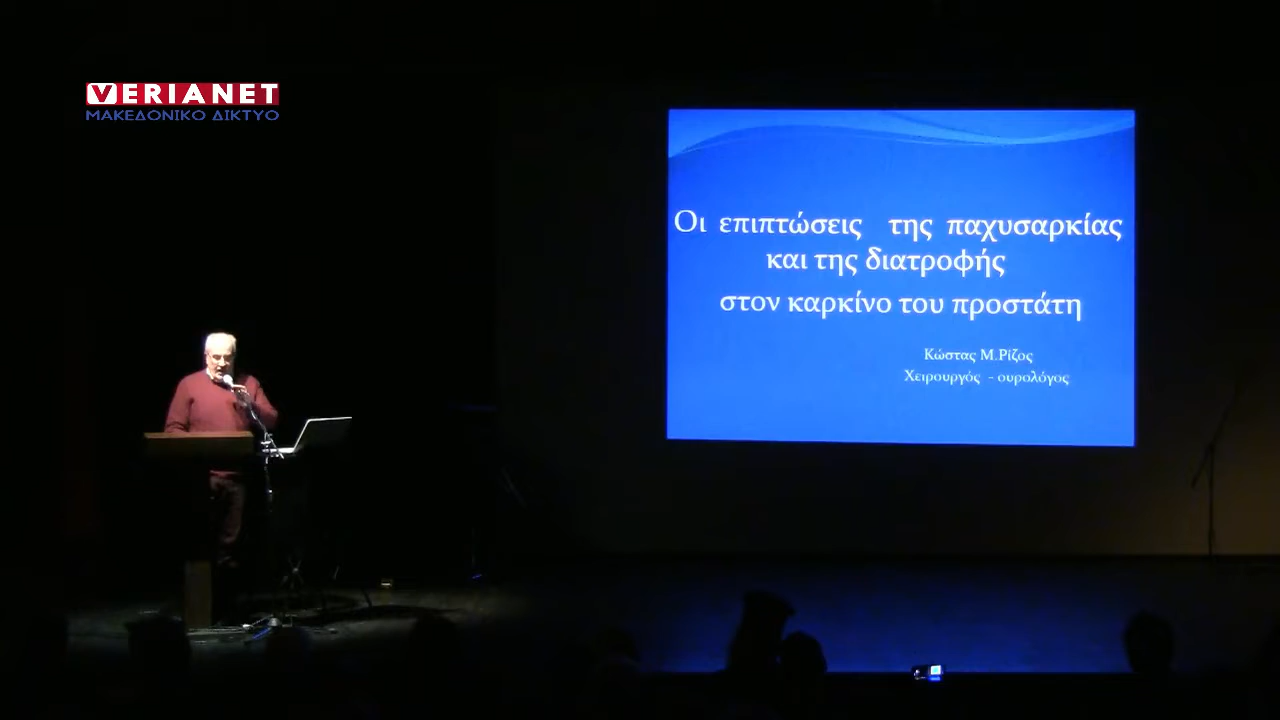 VERIANET
ΜΑΚΕΔΟΝΙΚΟ ΔΙΚΤΥΟ
Οι επιπτώσεις της παχυσαρκίας
και της διατροφής
στον καρκίνο του προστάτη
Κώστας Μ.Ρίζος
Χειρουργός - ουρολόγος